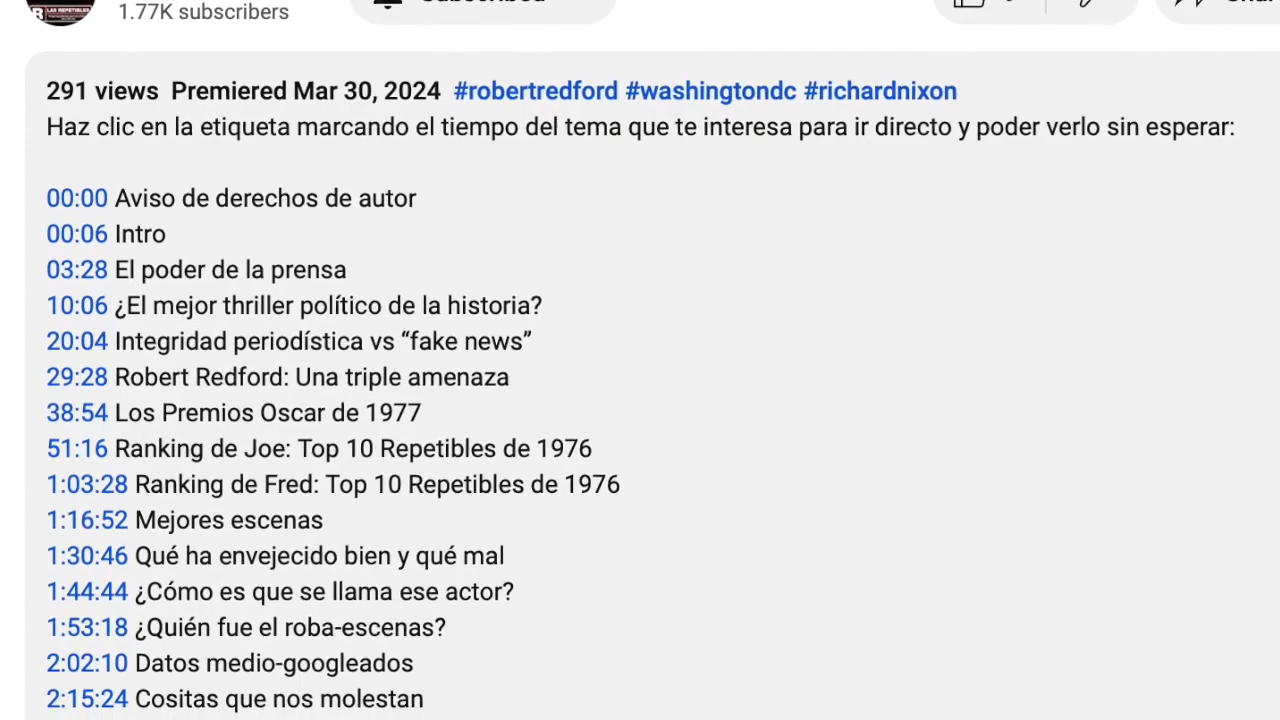 LAS REPETIBLES
1.77K subscribers
Subscribed
291 views Premiered Mar 30, 2024 #robertredford #washingtondc #richardnixon
Haz clic en la etiqueta marcando el tiempo del tema que te interesa para ir directo y poder verlo sin esperar:
00:00 Aviso de derechos de autor
00:06 Intro
03:28 El poder de la prensa
10:06 ¿El mejor thriller político de la historia?
20:04 Integridad periodística vs “fake news”
29:28 Robert Redford: Una triple amenaza
38:54 Los Premios Oscar de 1977
51:16 Ranking de Joe: Top 10 Repetibles de 1976
1:03:28 Ranking de Fred: Top 10 Repetibles de 1976
1:16:52 Mejores escenas
1:30:46 Qué ha envejecido bien y qué mal
1:44:44 ¿Cómo es que se llama ese actor?
1:53:18 ¿Quién fue el roba-escenas?
2:02:10 Datos medio-googleados
2:15:24 Cositas que nos molestan